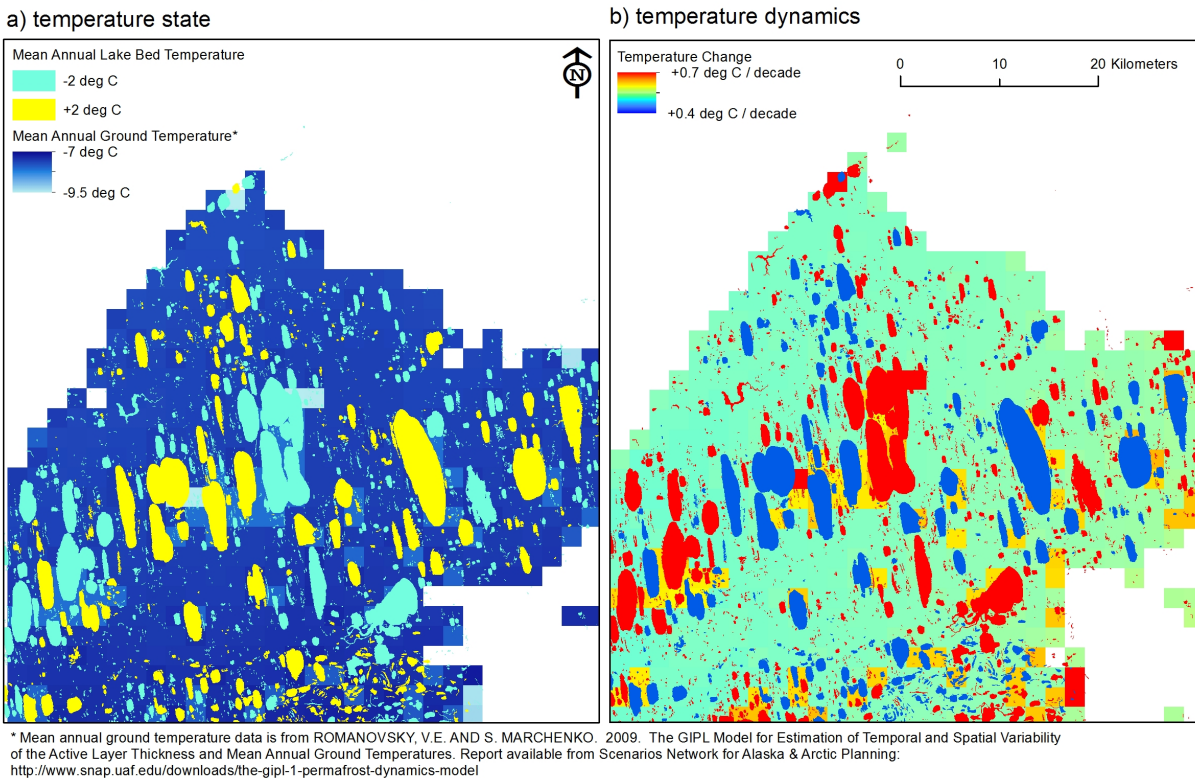 a) temperature state
b) temperature dynamics
Mean Annual Lake Bed Temperature
-2 deg C
+2 deg C
Mean Annual Ground Temperature*
-7 deg C
-9.5 deg C
N
Temperature Change
+0.7 deg C / decade
+0.4 deg C / decade
0 10 20 Kilometers
* Mean annual ground temperature data is from ROMANOVSKY, V.E. AND S. MARCHENKO. 2009. The GIPL Model for Estimation of Temporal and Spatial Variability
of the Active Layer Thickness and Mean Annual Ground Temperatures. Report available from Scenarios Network for Alaska & Arctic Planning:
http://www.snap.uaf.edu/downloads/the-gipl-1-permafrost-dynamics-model